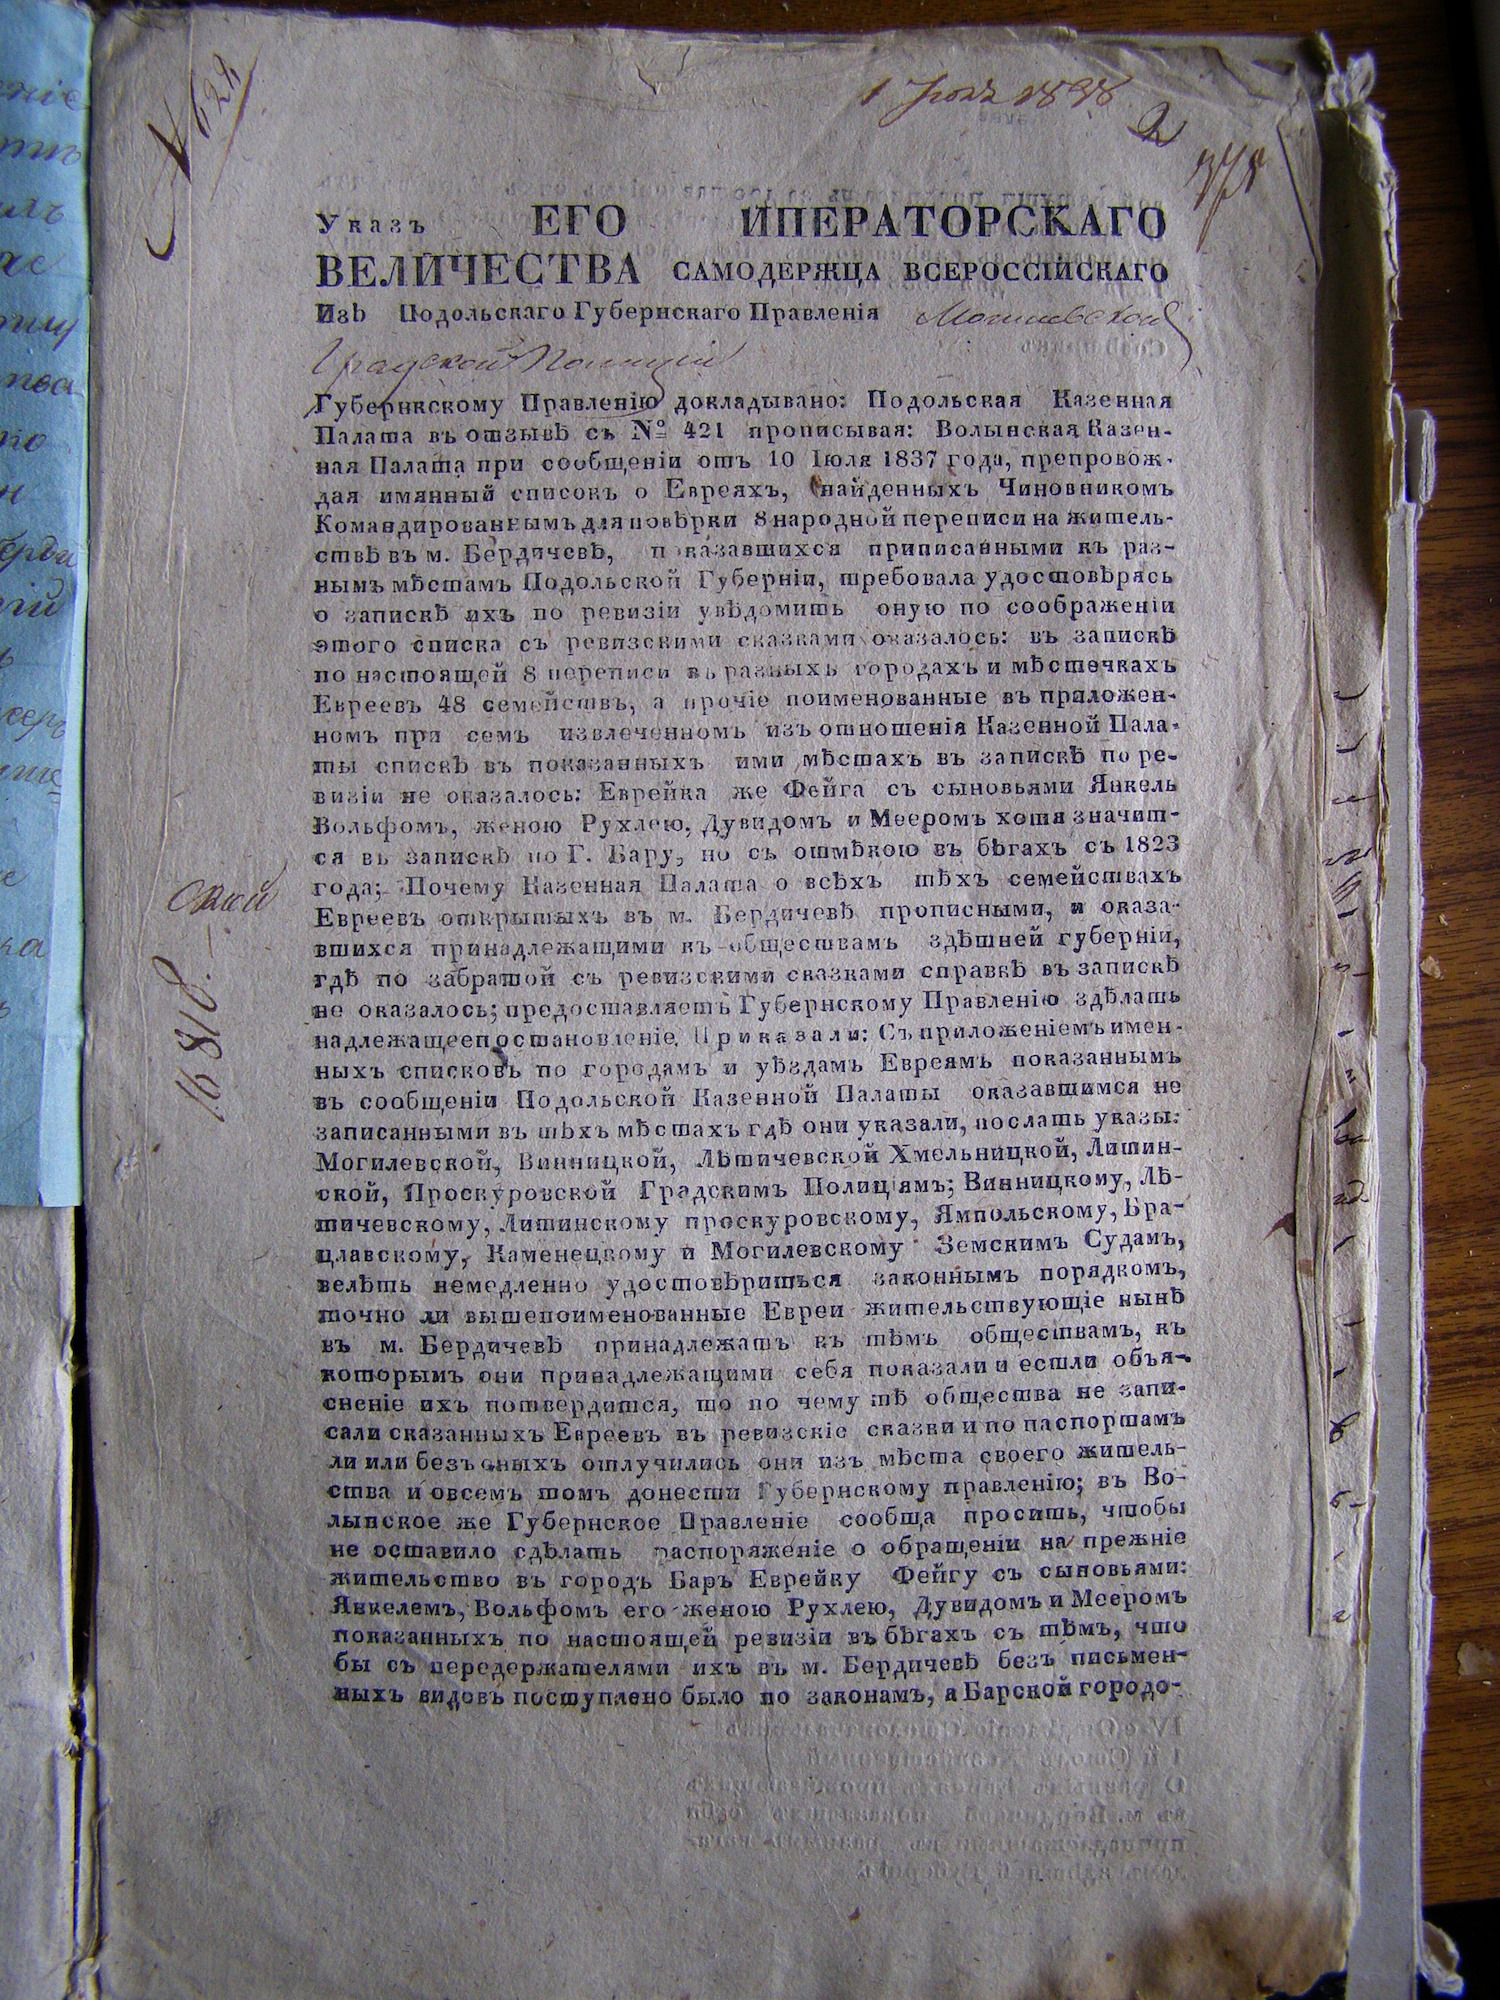 № 628
2
Указъ ЕГО ИПЕРАТОРСКАГО
ВЕЛИЧЕСТВА САМОДЕРЖЦА ВСЕРОССІЙСКАГО
Изъ Подольскаго Губернскаго Правленія Могилевской
Градской Полиціи
Губернкскому Правленію докладывано: Подольская Казенная
Палата въ отзывѣ съ № 421 прописывая: Волынская Казен-
ная Палата при сообщеніи отъ 10 Іюля 1837 года, препровож-
дая имянный списокъ о Евреяхъ, найденныхъ Чиновникомъ
Командированнымъ для повѣрки 8 народной переписи на житель-
ствѣ въ м. Бердичевѣ, показавшихся приписанными къ раз-
нымъ мѣстамъ Подольской Губерніи, требовала удостовѣрясь
о запискѣ ихъ по ревизіи увѣдомить оную по соображеніи
этого списка съ ревизскими сказками оказалось: въ запискѣ
по настоящей 8 переписи въ разныхъ городахъ и мѣстечкахъ
Евреевъ 48 семействъ, а прочіе поименованные въ приложен-
номъ при семъ извлеченномъ изъ отношенія Казенной Пала-
ты спискѣ въ показанныхъ ими мѣстахъ въ запискѣ по ре-
визіи не оказалось: Еврейка же Фейга съ сыновьями Янкель
Вольфомъ, женою Рухлею, Дувидомъ и Мееромъ хотя значит-
ся въ запискѣ по Г. Бару, но съ отмѣкою въ бѣгахъ съ 1823
года; Почему Казенная Палата о всѣхъ тѣхъ семействахъ
Евреевъ открытыхъ въ м. Бердичевѣ прописными, и оказа-
вшихся принадлежащими къ обществамъ здѣшней губерніи,
гдѣ по забратой съ ревизскими сказками справкѣ въ запискѣ
не оказалось; предоставляетъ Губернскому Правленію здѣлать
надлежащеепостановленіе. Приказали: Съ приложеніемъ имен-
ныхъ списковъ по городамъ и уѣздамъ Евреямъ показаннымъ
въ сообщеніи Подольской Казенной Палаты оказавшимся не
записанными въ тѣхъ мѣстахъ гдѣ они указали, послать указы:
Могилевской, Винницкой, Лѣтичевской Хмельницкой, Литин-
ской, Проскуровской Градскимъ Полиціямъ; Винницкому, Лѣ-
тичевскому, Литинскому проскуровскому, Ямпольскому, Бра-
цлавскому, Каменецкому и Могилевскому Земскимъ Судамъ,
велѣть немедленно удостовѣриться законнымъ порядкомъ,
точно ли вышепоименованные Евреи жительствующіе нынѣ
въ м. Бердичевѣ принадлежатъ къ тѣмъ обществамъ, къ
которымъ они принадлежащими себя показали и естли объя-
сненіе ихъ потвердится, то по чему тѣ общества не запи-
сали сказанныхъ Евреевъ въ ревизскіе сказки и по паспортамъ
ли или безъ оныхъ отлучились они изъ мѣста своего житель-
ства и овсемъ томъ донести Губернскому правленію; въ Во-
лынское же Губернское Правленіе сообща просить, чтобы
не оставило сдѣлать распоряженіе о обращеніи на прежніе
жительство въ городъ Баръ Еврейку Фейгу съ сыновьями:
Янкелемъ, Вольфомъ его женою Рухлею, Дувидомъ и Мееромъ
показанныхъ по настоящей ревизіи въ бѣгахъ съ тѣмъ, что
бы съ передержателями ихъ въ м. Бердичевѣ безъ письмен-
ныхъ видовъ поступлено было по законамъ, а Барской городо-